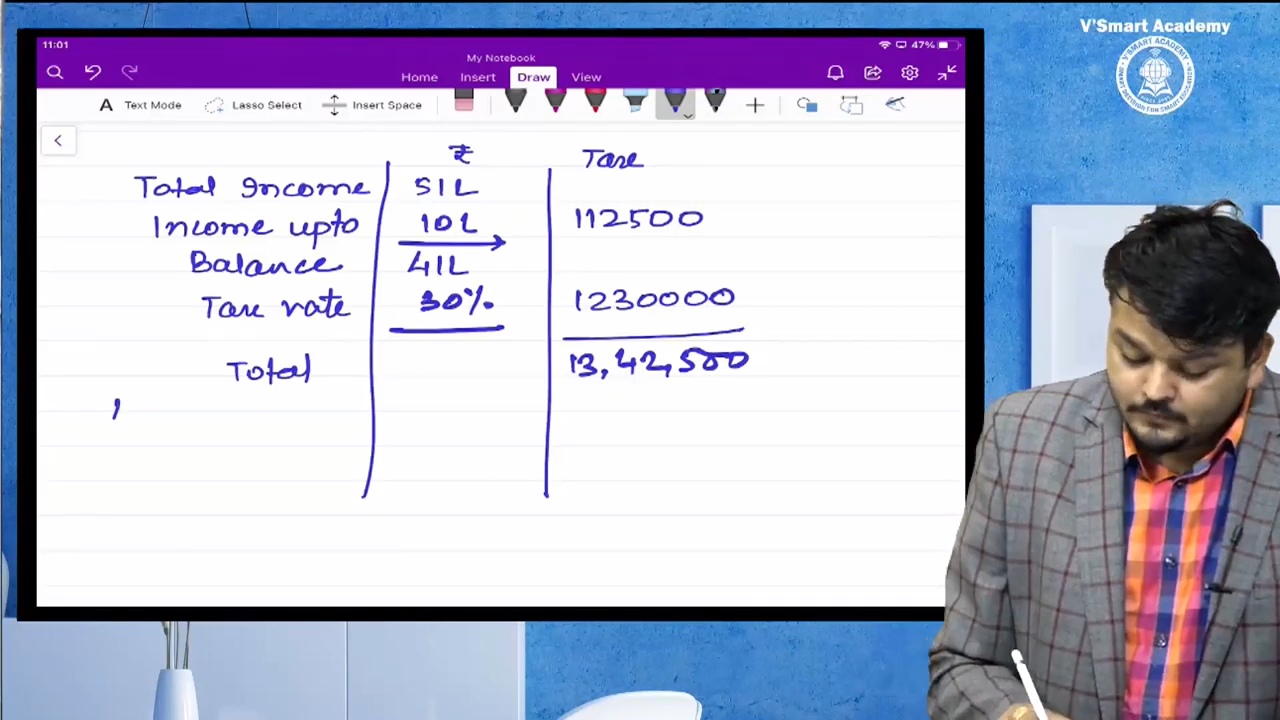 V'Smart Academy
11:01
47%
My Notebook
Home Insert Draw View
A Text Mode Lasso Select Insert Space
₹ Tax
Total Income 51L
Income upto 10L 112500
Balance 41L
Tax rate 30% 1230000
Total 13,42,500